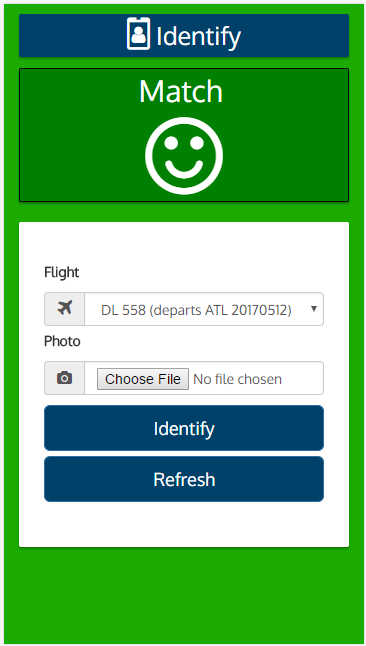 Identify
Match
Flight
DL 558 (departs ATL 20170512)
Photo
Choose File No file chosen
Identify
Refresh